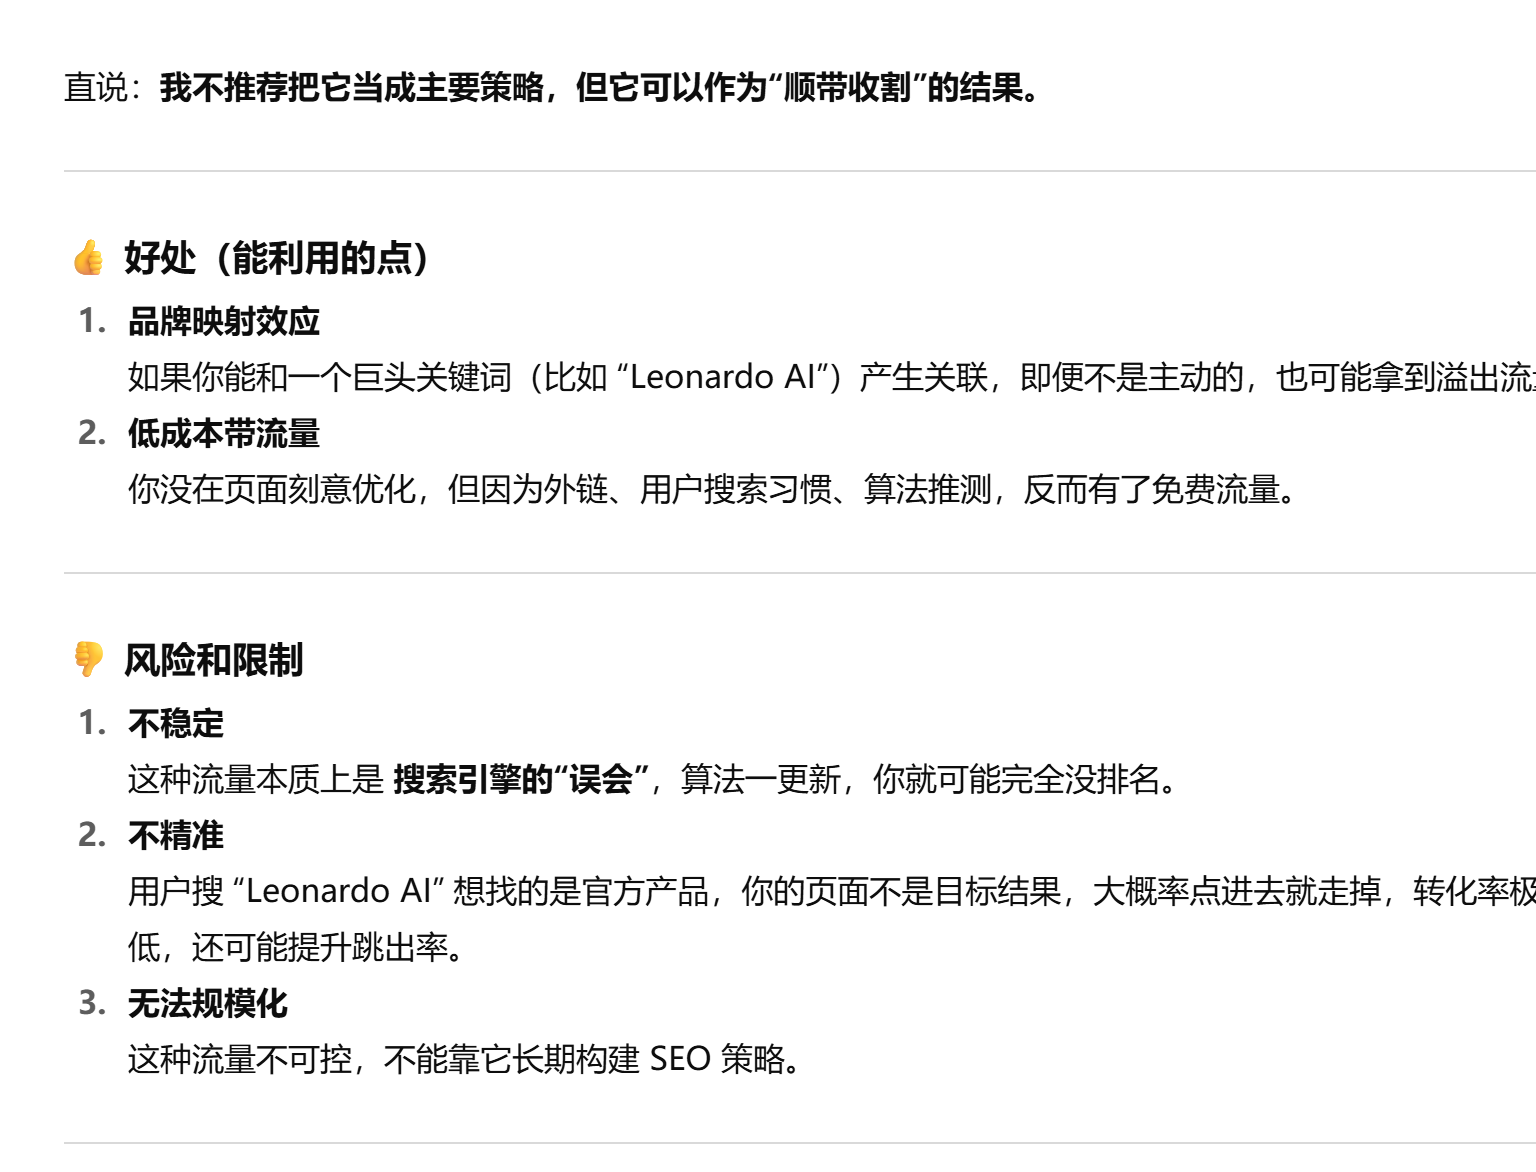 直说：我不推荐把它当成主要策略，但它可以作为“顺带收割”的结果。
👍 好处（能利用的点）
1. 品牌映射效应
如果你能和一个巨头关键词（比如 “Leonardo AI”）产生关联，即便不是主动的，也可能拿到溢出流
2. 低成本带流量
你没在页面刻意优化，但因为外链、用户搜索习惯、算法推测，反而有了免费流量。
👎 风险和限制
1. 不稳定
这种流量本质上是 搜索引擎的“误会”，算法一更新，你就可能完全没排名。
2. 不精准
用户搜 “Leonardo AI” 想找的是官方产品，你的页面不是目标结果，大概率点进去就走掉，转化率极
低，还可能提升跳出率。
3. 无法规模化
这种流量不可控，不能靠它长期构建 SEO 策略。